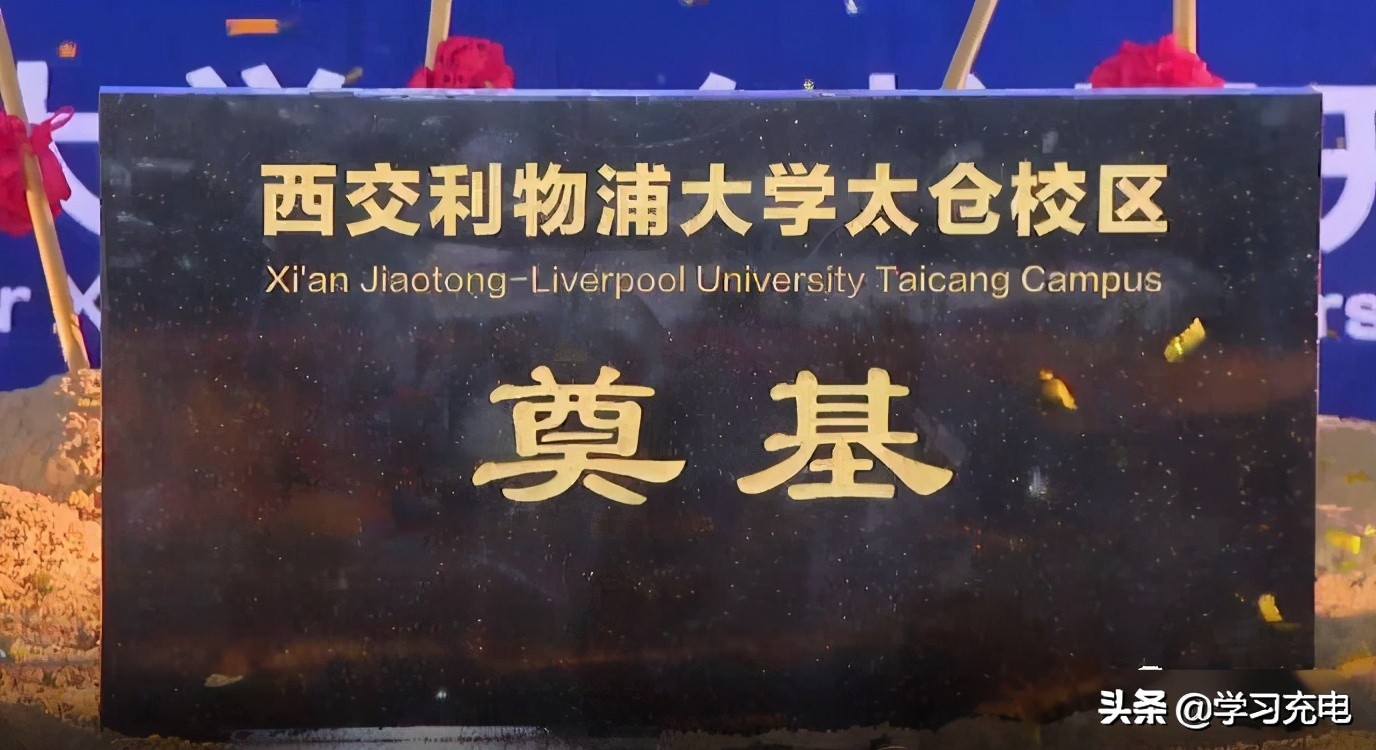 西交利物浦大学太仓校区
Xi'an Jiaotong-Liverpool University Taicang Campus
奠基
头条 @学习充电